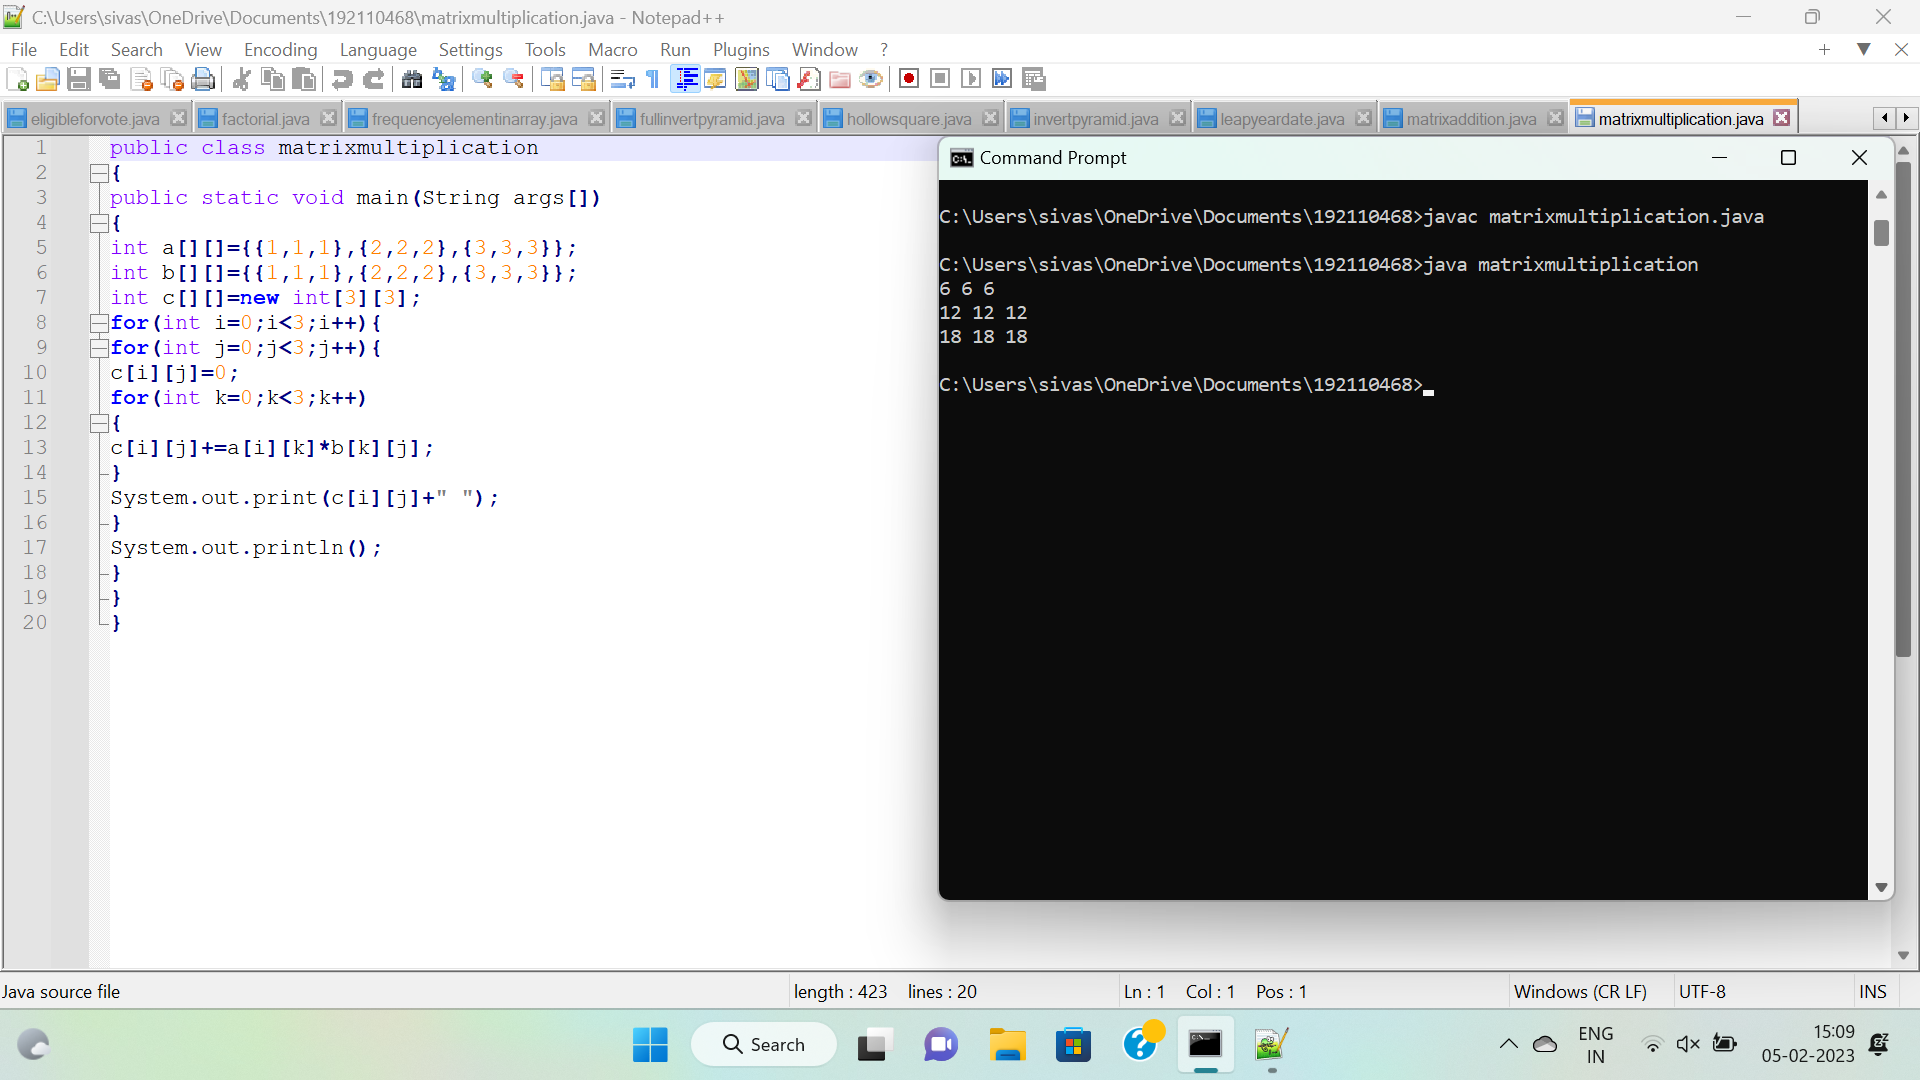 C:\Users\sivas\OneDrive\Documents\192110468\matrixmultiplication.java - Notepad++
File Edit Search View Encoding Language Settings Tools Macro Run Plugins Window ?
eligibleforvote.java factorial.java frequencyelementinarray.java fullinvertpyramid.java hollowsquare.java invertpyramid.java leapyeardate.java matrixaddition.java matrixmultiplication.java
1 public class matrixmultiplication
2 {
3 public static void main(String args[])
4 {
5 int a[][]={{1,1,1},{2,2,2},{3,3,3}};
6 int b[][]={{1,1,1},{2,2,2},{3,3,3}};
7 int c[][]=new int[3][3];
8 for(int i=0;i<3;i++){
9 for(int j=0;j<3;j++){
10 c[i][j]=0;
11 for(int k=0;k<3;k++)
12 {
13 c[i][j]+=a[i][k]*b[k][j];
14 }
15 System.out.print(c[i][j]+" ");
16 }
17 System.out.println();
18 }
19 }
20 }
Command Prompt
C:\Users\sivas\OneDrive\Documents\192110468>javac matrixmultiplication.java
C:\Users\sivas\OneDrive\Documents\192110468>java matrixmultiplication
6 6 6
12 12 12
18 18 18
C:\Users\sivas\OneDrive\Documents\192110468>
Java source file length : 423 lines : 20 Ln : 1 Col : 1 Pos : 1 Windows (CR LF) UTF-8 INS
Search
ENG
IN
15:09
05-02-2023